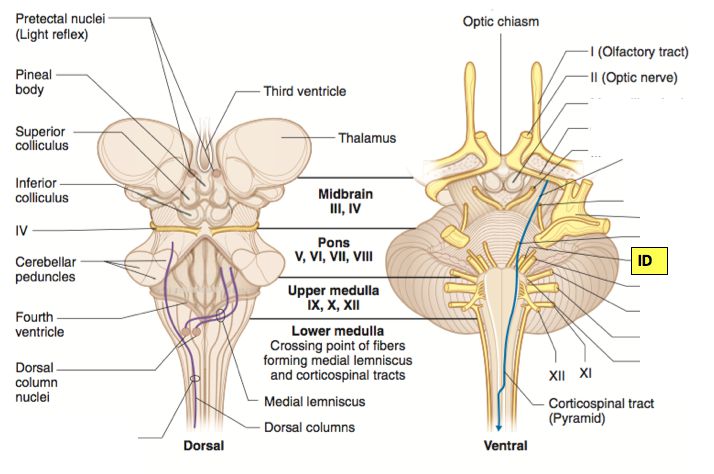 Pretectal nuclei
(Light reflex)
Pineal
body
Superior
colliculus
Inferior
colliculus
IV
Cerebellar
peduncles
Fourth
ventricle
Dorsal
column
nuclei
Third ventricle
Thalamus
Midbrain
III, IV
Pons
V, VI, VII, VIII
Upper medulla
IX, X, XII
Lower medulla
Crossing point of fibers
forming medial lemniscus
and corticospinal tracts
Medial lemniscus
Dorsal columns
Dorsal
Optic chiasm
I (Olfactory tract)
II (Optic nerve)
ID
XII XI
Corticospinal tract
(Pyramid)
Ventral